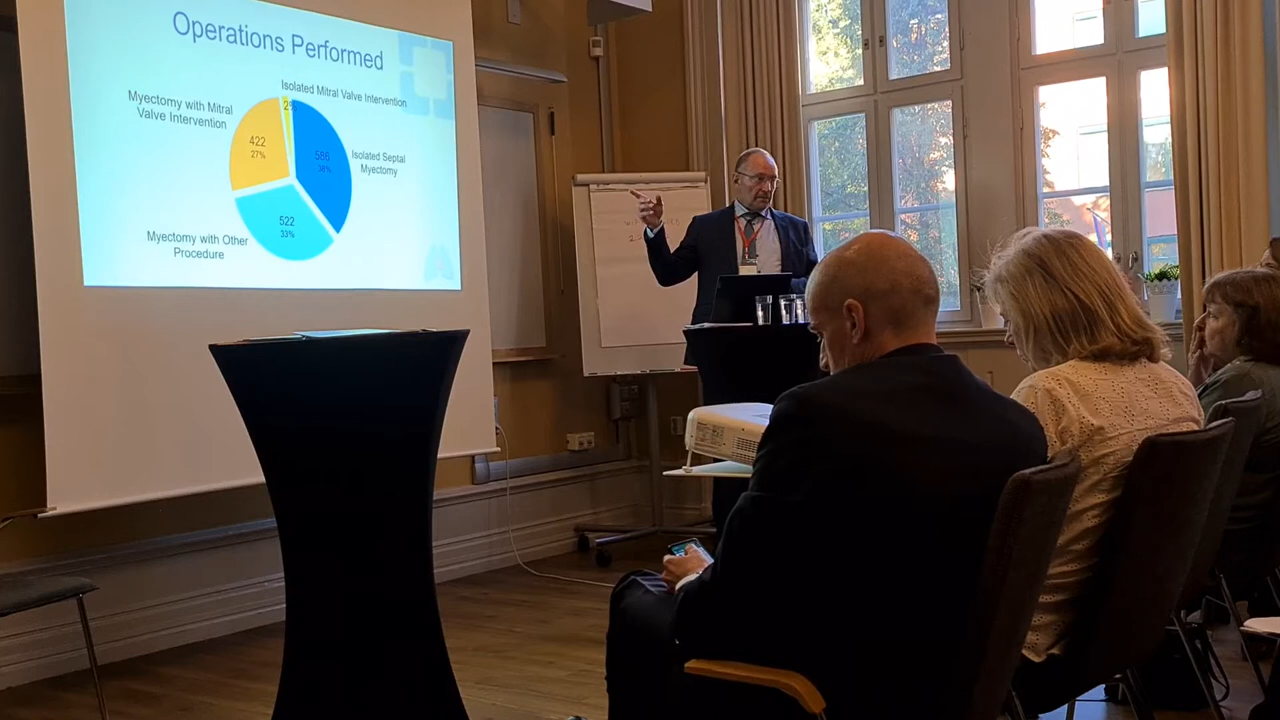 Operations Performed
Isolated Mitral Valve Intervention
2%
Myectomy with Mitral
Valve Intervention
422
27%
586
38%
Isolated Septal
Myectomy
522
33%
Myectomy with Other
Procedure